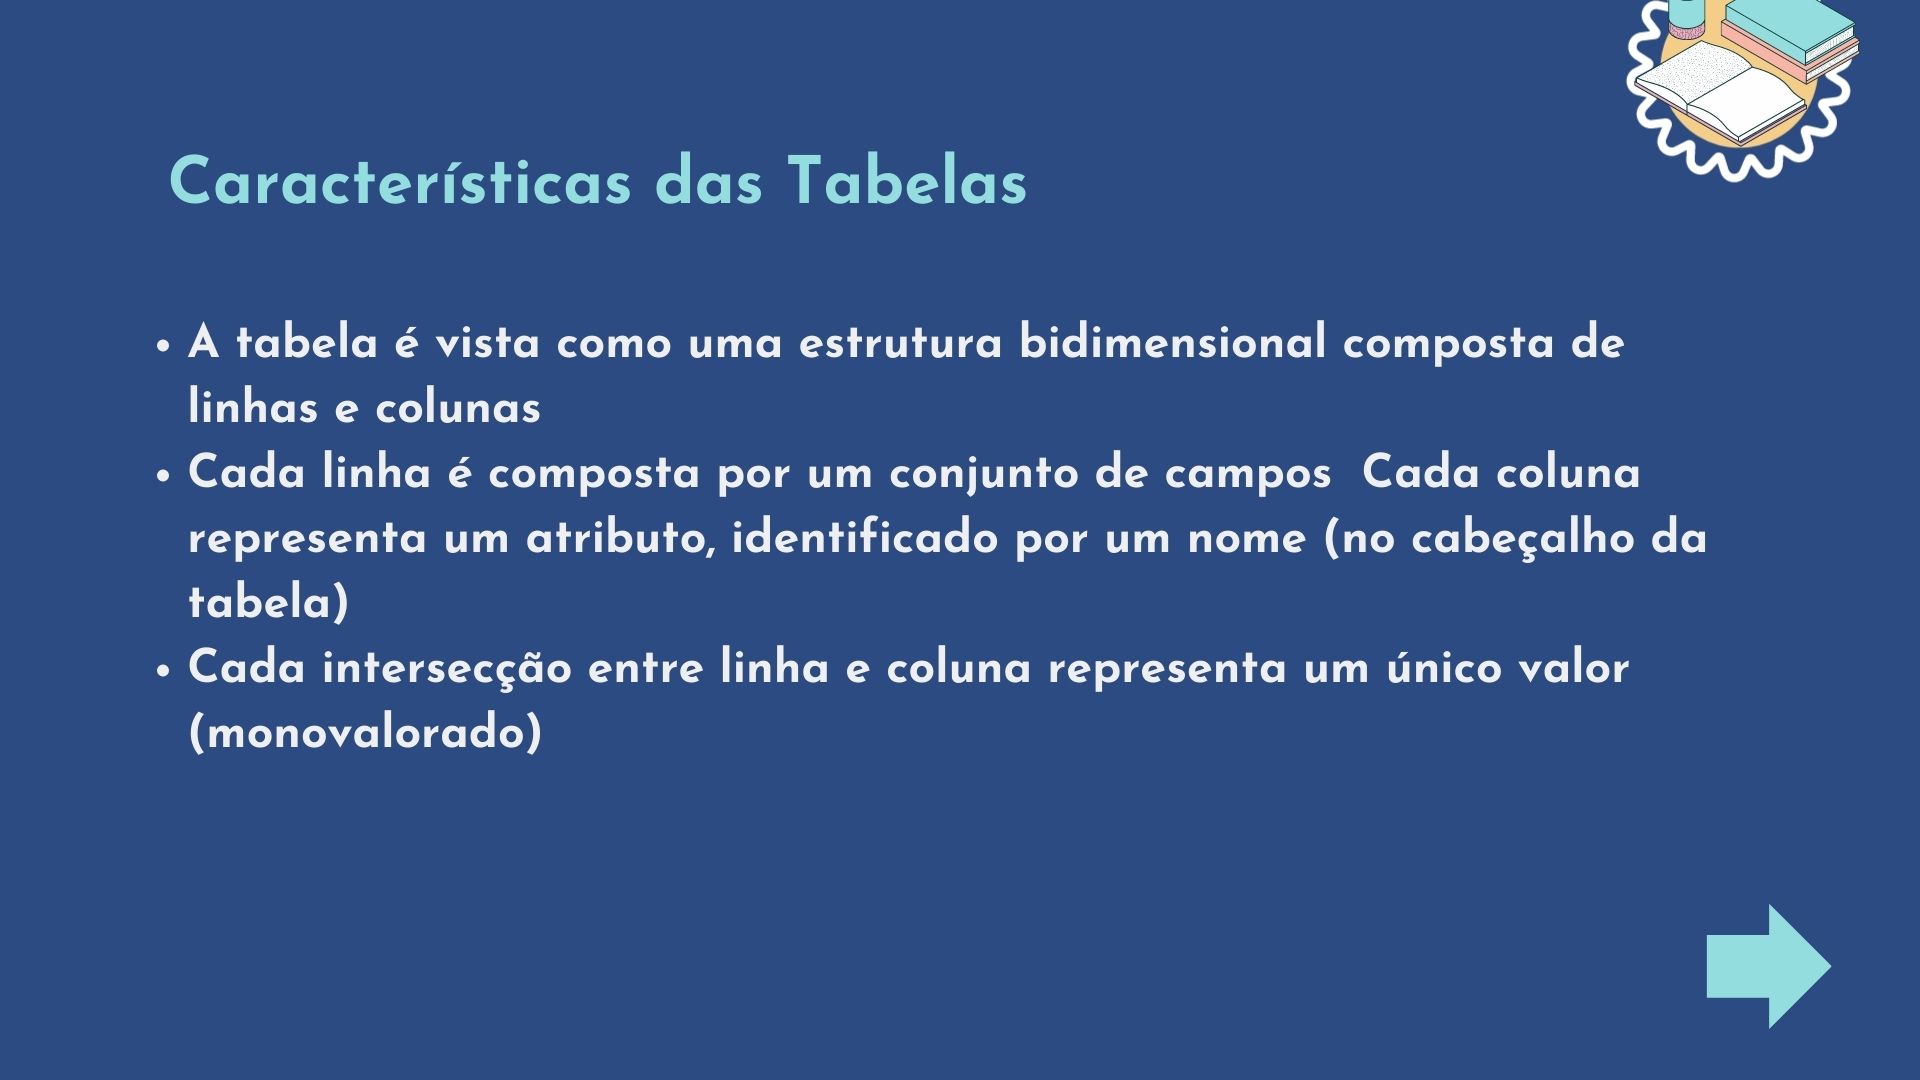 Características das Tabelas
• A tabela é vista como uma estrutura bidimensional composta de
linhas e colunas
• Cada linha é composta por um conjunto de campos  Cada coluna
representa um atributo, identificado por um nome (no cabeçalho da
tabela)
• Cada intersecção entre linha e coluna representa um único valor
(monovalorado)